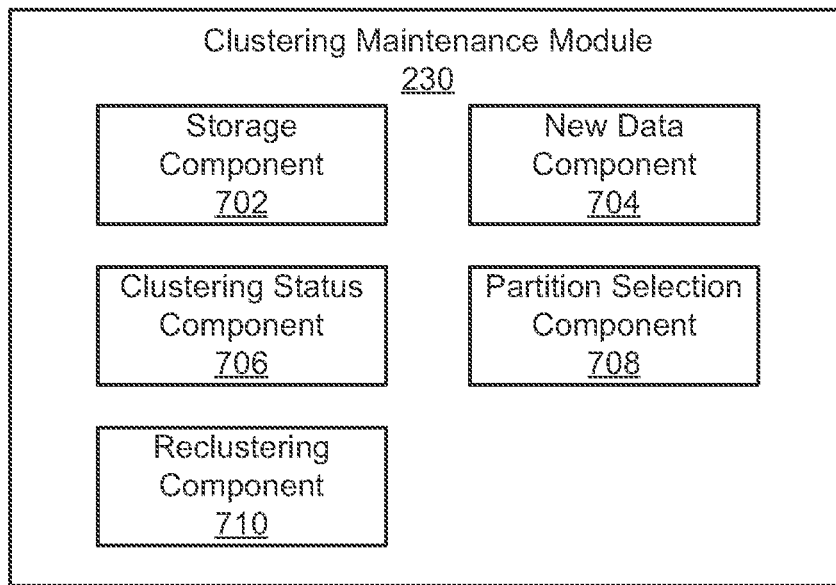 Clustering Maintenance Module
230
Storage
Component
702
New Data
Component
704
Clustering Status
Component
706
Partition Selection
Component
708
Reclustering
Component
710